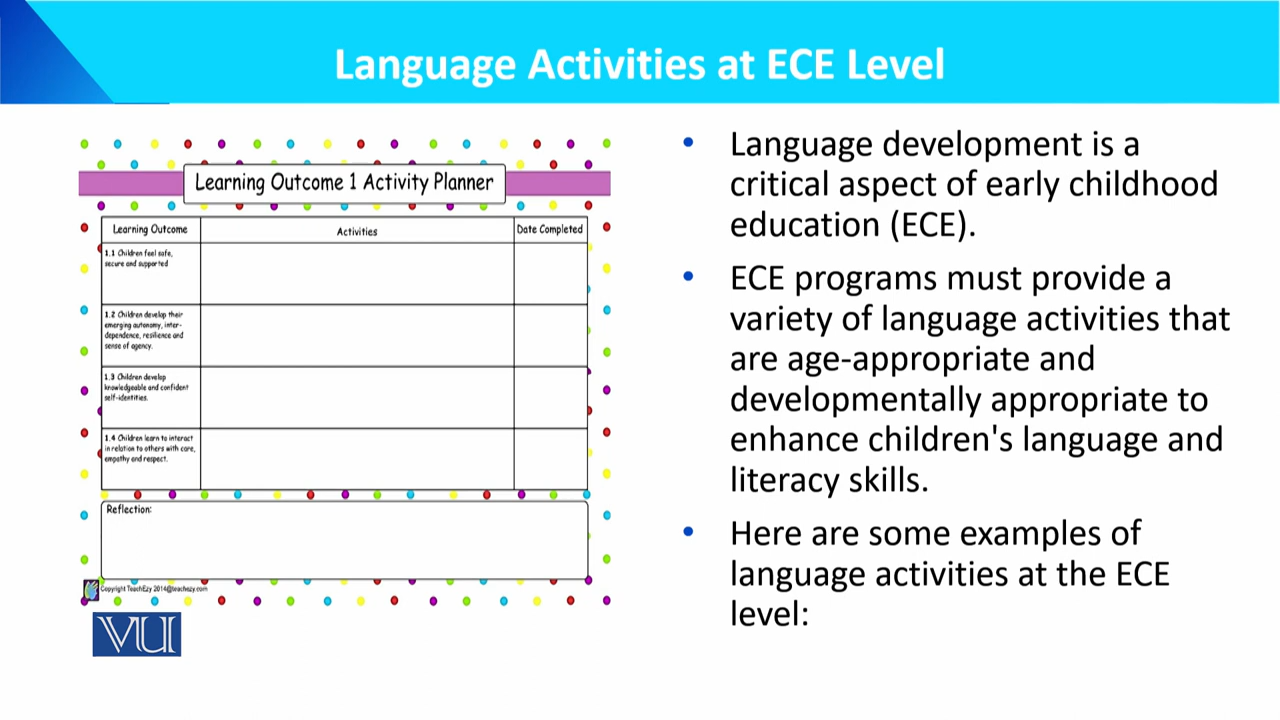 Language Activities at ECE Level
Learning Outcome 1 Activity Planner
Learning Outcome
Activities
Date Completed
1.1 Children feel safe,
secure and supported
1.2 Children develop their
emerging autonomy, inter-
dependence, resilience and
sense of agency.
1.3 Children develop
knowledgeable and confident
self-identities.
1.4 Children learn to interact
in relation to others with care,
empathy and respect.
Reflection:
Copyright TeachEzy 2014@teachezy.com
VU
• Language development is a
critical aspect of early childhood
education (ECE).
• ECE programs must provide a
variety of language activities that
are age-appropriate and
developmentally appropriate to
enhance children's language and
literacy skills.
• Here are some examples of
language activities at the ECE
level: